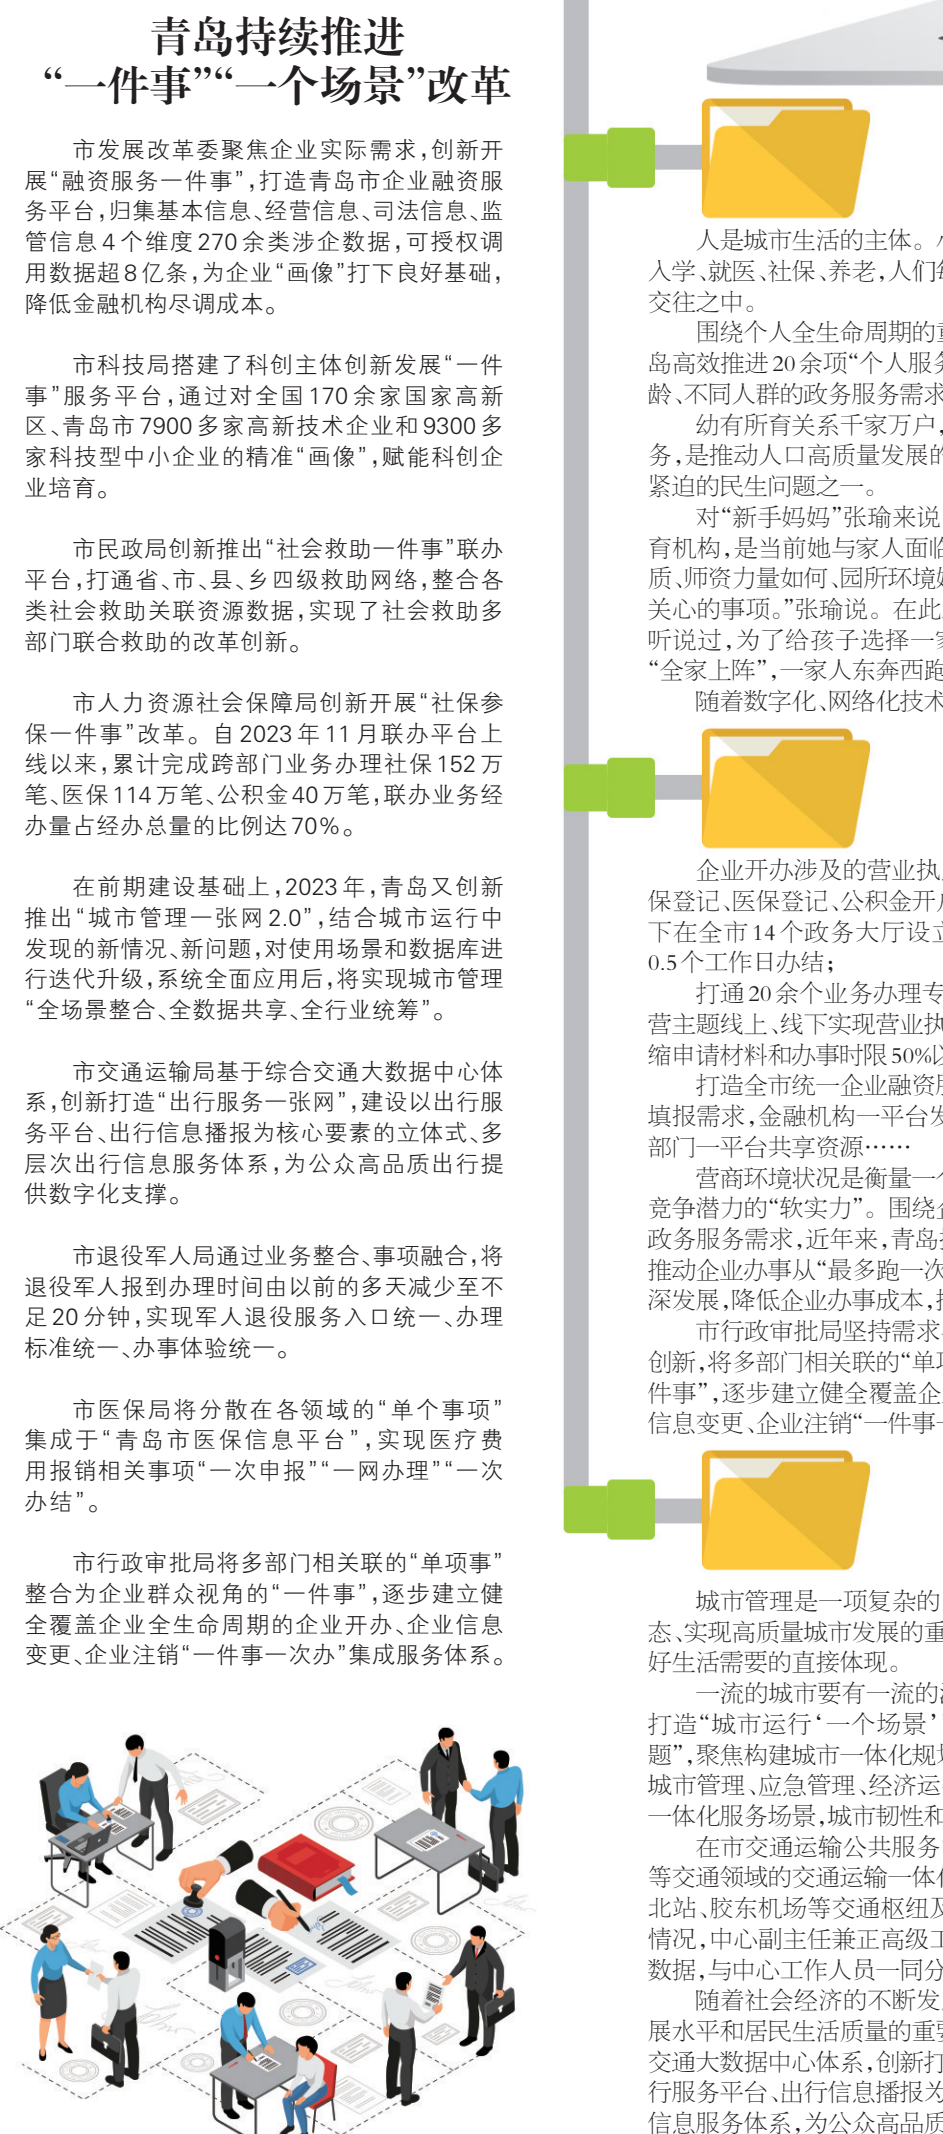 青岛持续推进
“一件事”“一个场景”改革
市发展改革委聚焦企业实际需求,创新开
展“融资服务一件事”,打造青岛市企业融资服
务平台,归集基本信息、经营信息、司法信息、监
管信息4个维度270余类涉企数据,可授权调
用数据超8亿条,为企业“画像”打下良好基础,
降低金融机构尽调成本。
市科技局搭建了科创主体创新发展“一件
事”服务平台,通过对全国170余家国家高新
区、青岛市7900多家高新技术企业和9300多
家科技型中小企业的精准“画像”,赋能科创企
业培育。
市民政局创新推出“社会救助一件事”联办
平台,打通省、市、县、乡四级救助网络,整合各
类社会救助关联资源数据,实现了社会救助多
部门联合救助的改革创新。
市人力资源社会保障局创新开展“社保参
保一件事”改革。自2023年11月联办平台上
线以来,累计完成跨部门业务办理社保152万
笔、医保114万笔、公积金40万笔,联办业务经
办量占经办总量的比例达70%。
在前期建设基础上,2023年,青岛又创新
推出“城市管理一张网2.0”,结合城市运行中
发现的新情况、新问题,对使用场景和数据库进
行迭代升级,系统全面应用后,将实现城市管理
“全场景整合、全数据共享、全行业统筹”。
市交通运输局基于综合交通大数据中心体
系,创新打造“出行服务一张网”,建设以出行服
务平台、出行信息播报为核心要素的立体式、多
层次出行信息服务体系,为公众高品质出行提
供数字化支撑。
市退役军人局通过业务整合、事项融合,将
退役军人报到办理时间由以前的多天减少至不
足20分钟,实现军人退役服务入口统一、办理
标准统一、办事体验统一。
市医保局将分散在各领域的“单个事项”
集成于“青岛市医保信息平台”,实现医疗费
用报销相关事项“一次申报”“一网办理”“一次
办结”。
市行政审批局将多部门相关联的“单项事”
整合为企业群众视角的“一件事”,逐步建立健
全覆盖企业全生命周期的企业开办、企业信息
变更、企业注销“一件事一次办”集成服务体系。
人是城市生活的主体。
入学、就医、社保、养老,人们
交往之中。
围绕个人全生命周期的
岛高效推进20余项“个人服
龄、不同人群的政务服务需求
幼有所育关系千家万户,
务,是推动人口高质量发展的
紧迫的民生问题之一。
对“新手妈妈”张瑜来说
育机构,是当前她与家人面临
质、师资力量如何、园所环境
关心的事项。”张瑜说。在此
听说过,为了给孩子选择一
“全家上阵”,一家人东奔西跑
随着数字化、网络化技术
企业开办涉及的营业执
保登记、医保登记、公积金开
下在全市14个政务大厅设立
0.5个工作日办结;
打通20余个业务办理专
营主题线上、线下实现营业执
缩申请材料和办事时限50%以
打造全市统一企业融资
填报需求,金融机构一平台发
部门一平台共享资源……
营商环境状况是衡量一个
竞争潜力的“软实力”。围绕
政务服务需求,近年来,青岛
推动企业办事从“最多跑一次
深发展,降低企业办事成本,
市行政审批局坚持需求
创新,将多部门相关联的“单项
件事”,逐步建立健全覆盖企
信息变更、企业注销“一件事
城市管理是一项复杂的
态、实现高质量城市发展的重
好生活需要的直接体现。
一流的城市要有一流的
打造“城市运行‘一个场景’
题”,聚焦构建城市一体化规
城市管理、应急管理、经济运
一体化服务场景,城市韧性和
在市交通运输公共服务
等交通领域的交通运输一体
北站、胶东机场等交通枢纽及
情况,中心副主任兼正高级工
数据,与中心工作人员一同分
随着社会经济的不断发
展水平和居民生活质量的重
交通大数据中心体系,创新打
行服务平台、出行信息播报为
信息服务体系,为公众高品质